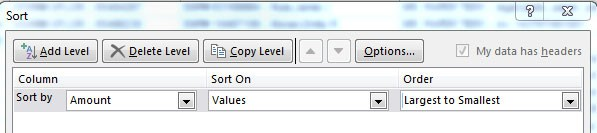 Sort
Add Level Delete Level Copy Level Options... My data has headers
Column Sort On Order
Sort by Amount Values Largest to Smallest